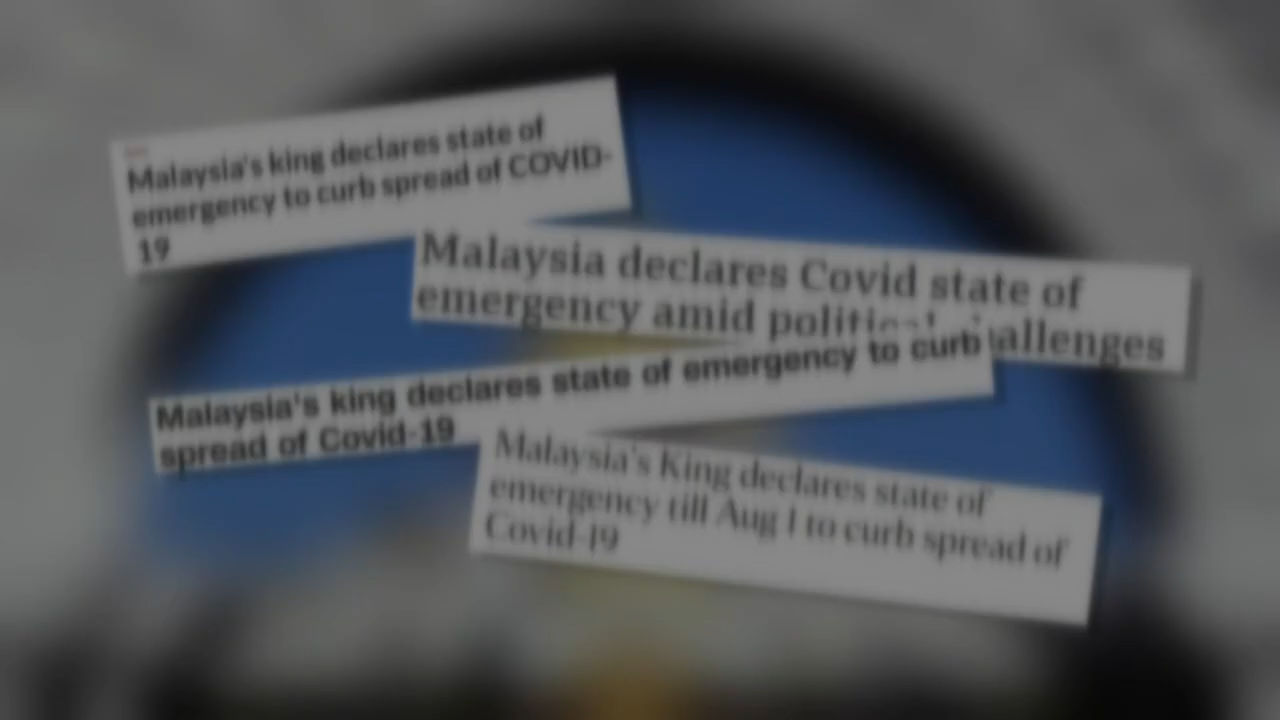 Malaysia's king declares state of
emergency to curb spread of COVID-
19
Malaysia declares Covid state of
emergency amid political challenges
Malaysia's king declares state of emergency to curb
spread of Covid-19
Malaysia's King declares state of
emergency till Aug 1 to curb spread of
Covid-19